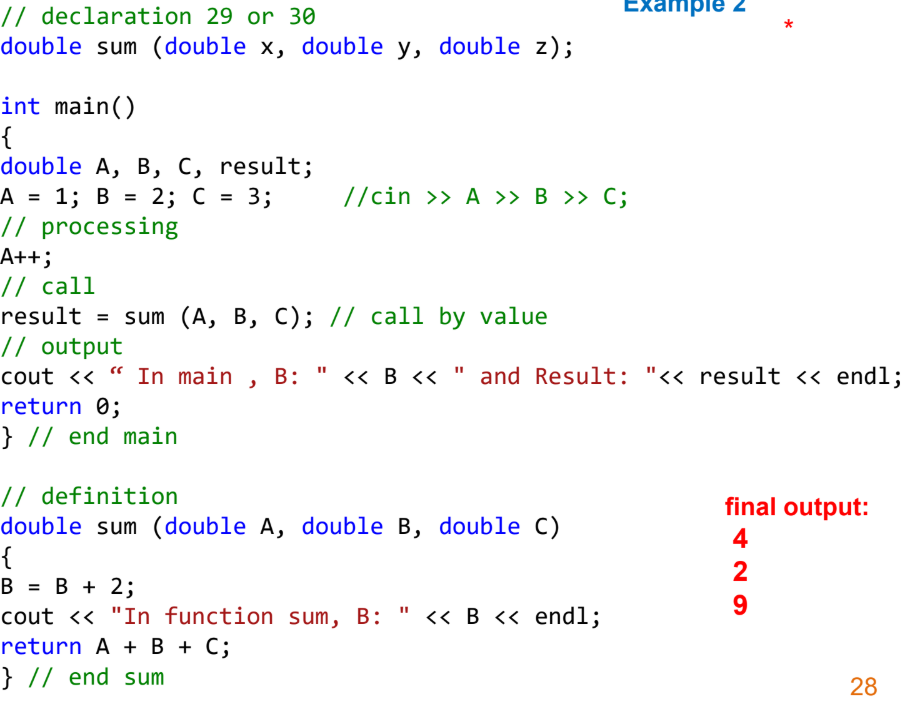 Example 2
*
// declaration 29 or 30
double sum (double x, double y, double z);
int main()
{
double A, B, C, result;
A = 1; B = 2; C = 3; //cin >> A >> B >> C;
// processing
A++;
// call
result = sum (A, B, C); // call by value
// output
cout << “ In main , B: " << B << " and Result: "<< result << endl;
return 0;
} // end main
// definition
double sum (double A, double B, double C)
{
B = B + 2;
cout << "In function sum, B: " << B << endl;
return A + B + C;
} // end sum
final output:
4
2
9
28